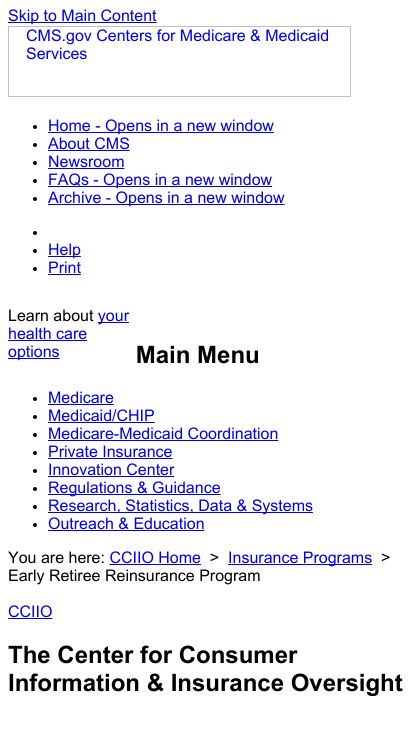 Skip to Main Content
CMS.gov Centers for Medicare & Medicaid
Services
Home - Opens in a new window
About CMS
Newsroom
FAQs - Opens in a new window
Archive - Opens in a new window
Help
Print
Learn about your
health care
options
Main Menu
Medicare
Medicaid/CHIP
Medicare-Medicaid Coordination
Private Insurance
Innovation Center
Regulations & Guidance
Research, Statistics, Data & Systems
Outreach & Education
You are here: CCIIO Home > Insurance Programs >
Early Retiree Reinsurance Program
CCIIO
The Center for Consumer
Information & Insurance Oversight